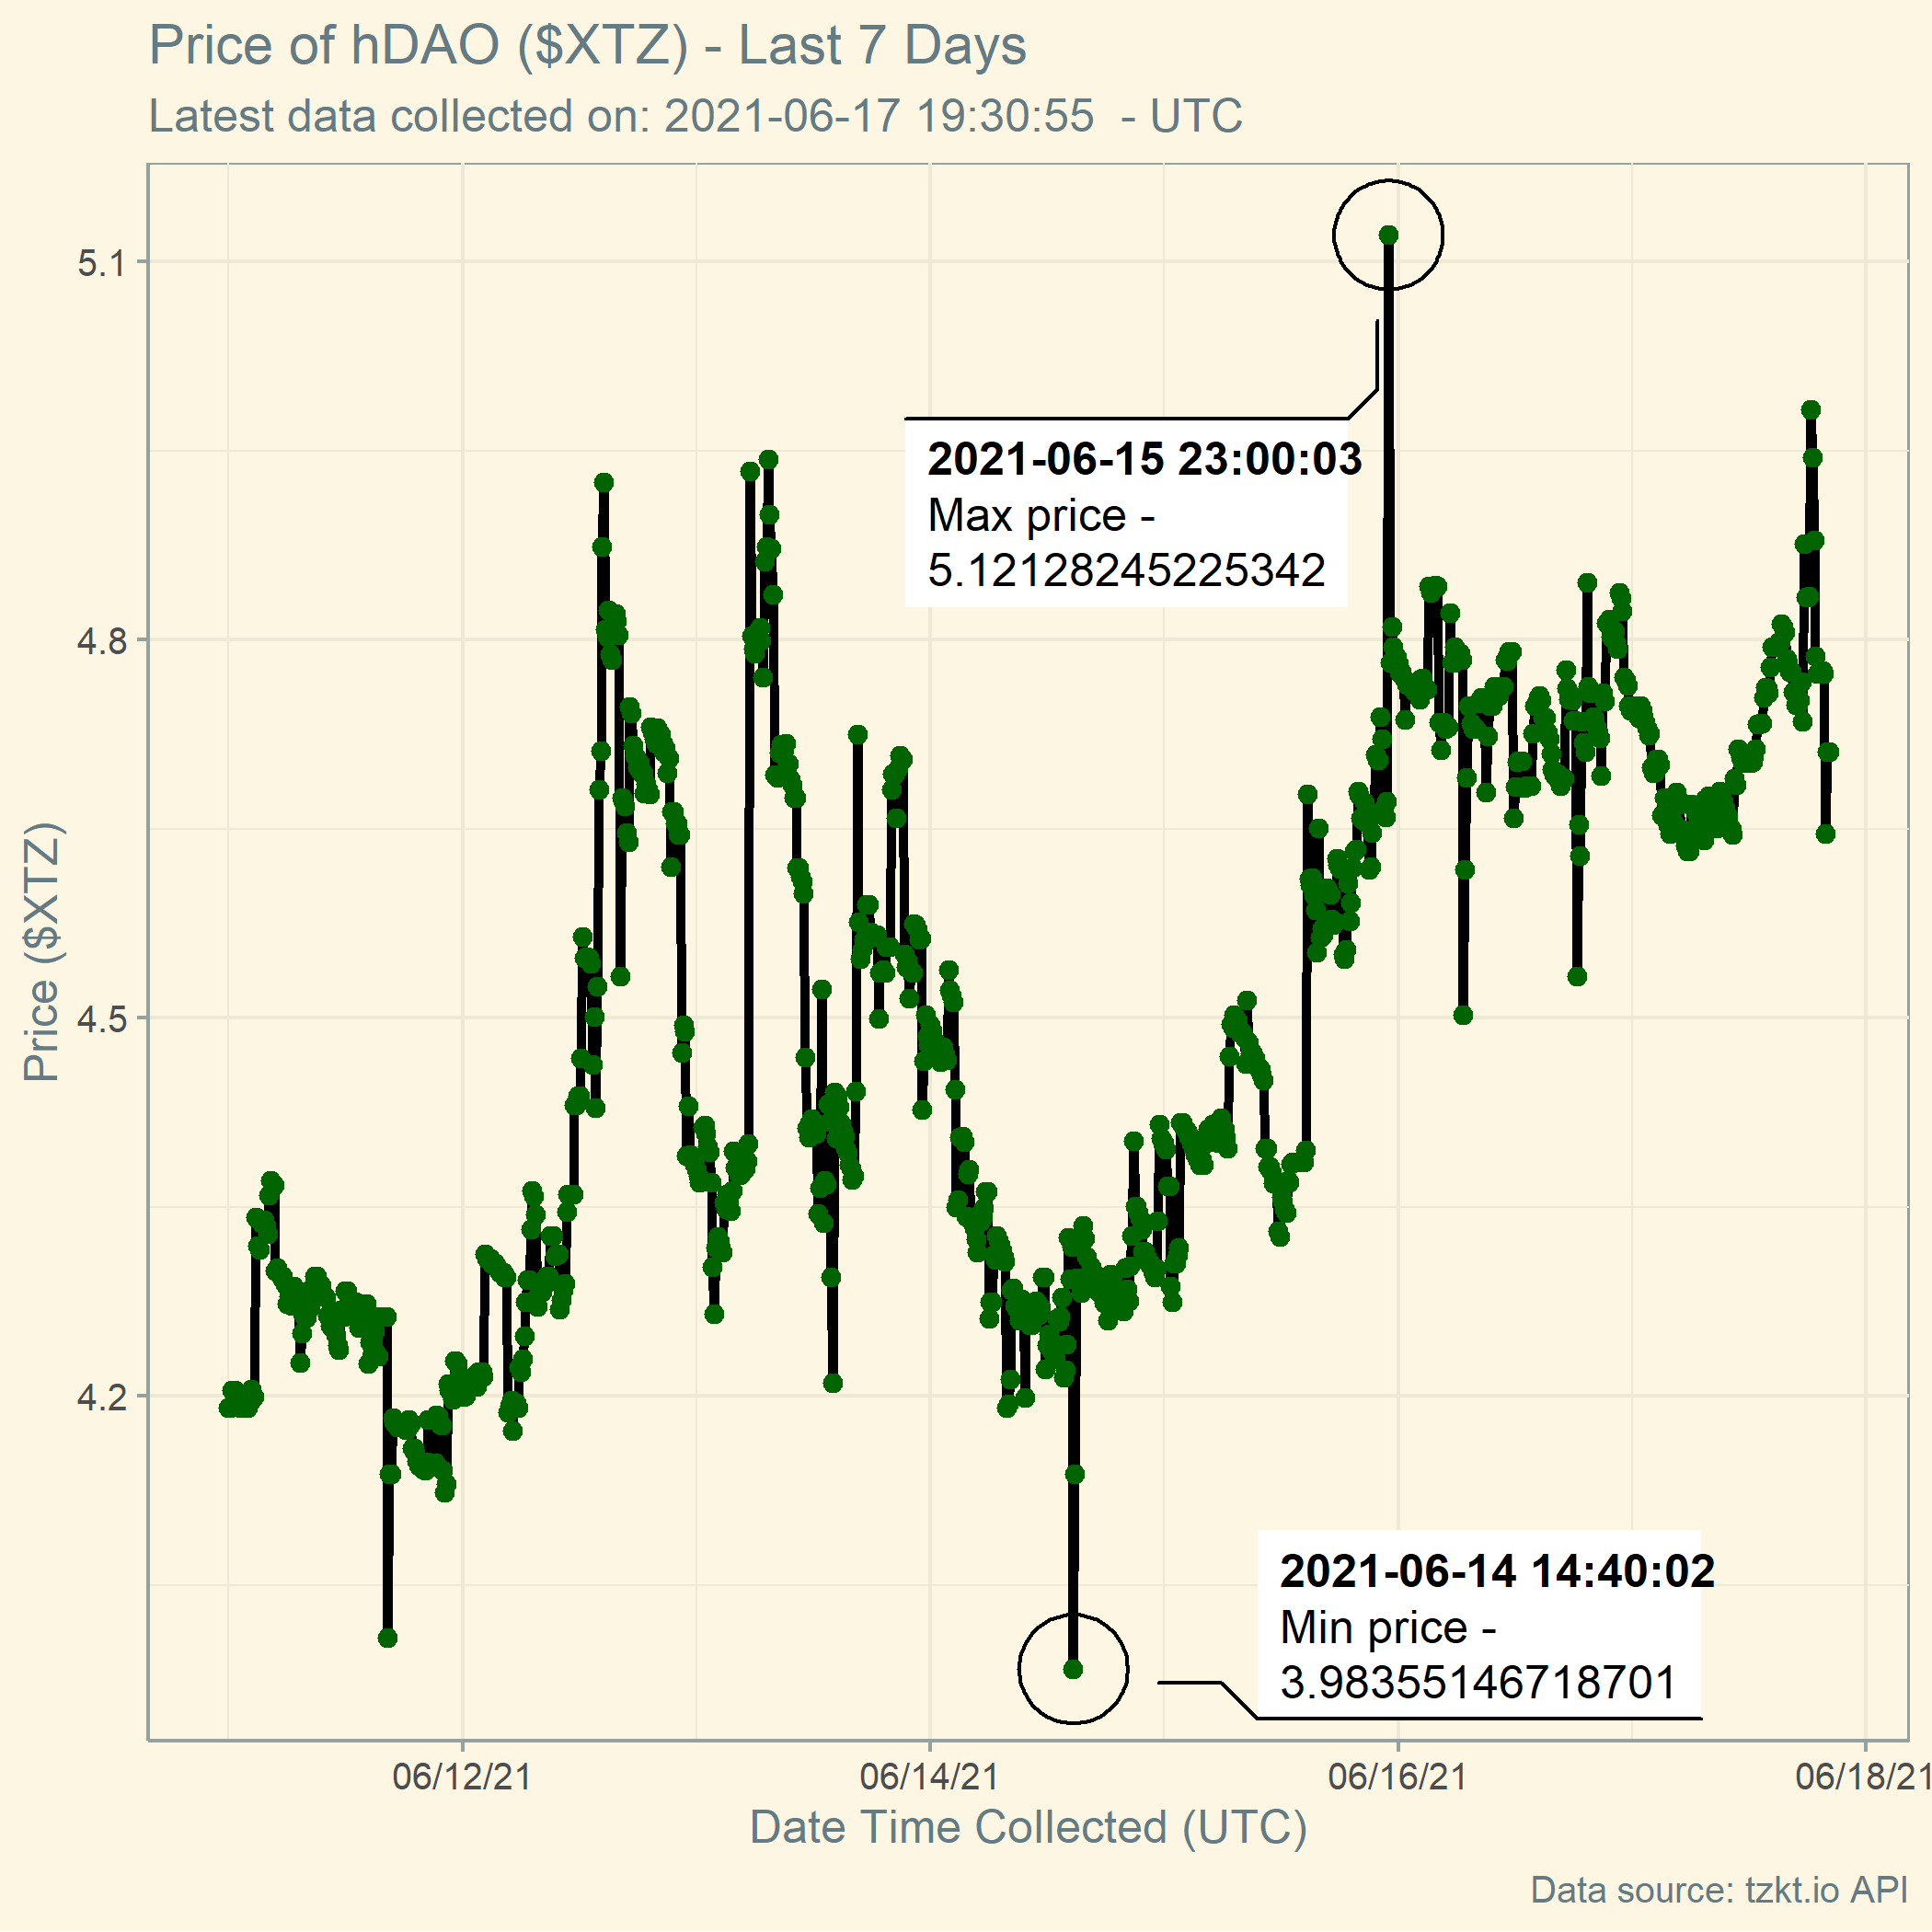 Price of hDAO ($XTZ) - Last 7 Days
Latest data collected on: 2021-06-17 19:30:55  - UTC
5.1
4.8
4.5
4.2
Price ($XTZ)
2021-06-15 23:00:03
Max price -
5.12128245225342
2021-06-14 14:40:02
Min price -
3.98355146718701
06/12/21
06/14/21
06/16/21
06/18/21
Date Time Collected (UTC)
Data source: tzkt.io API